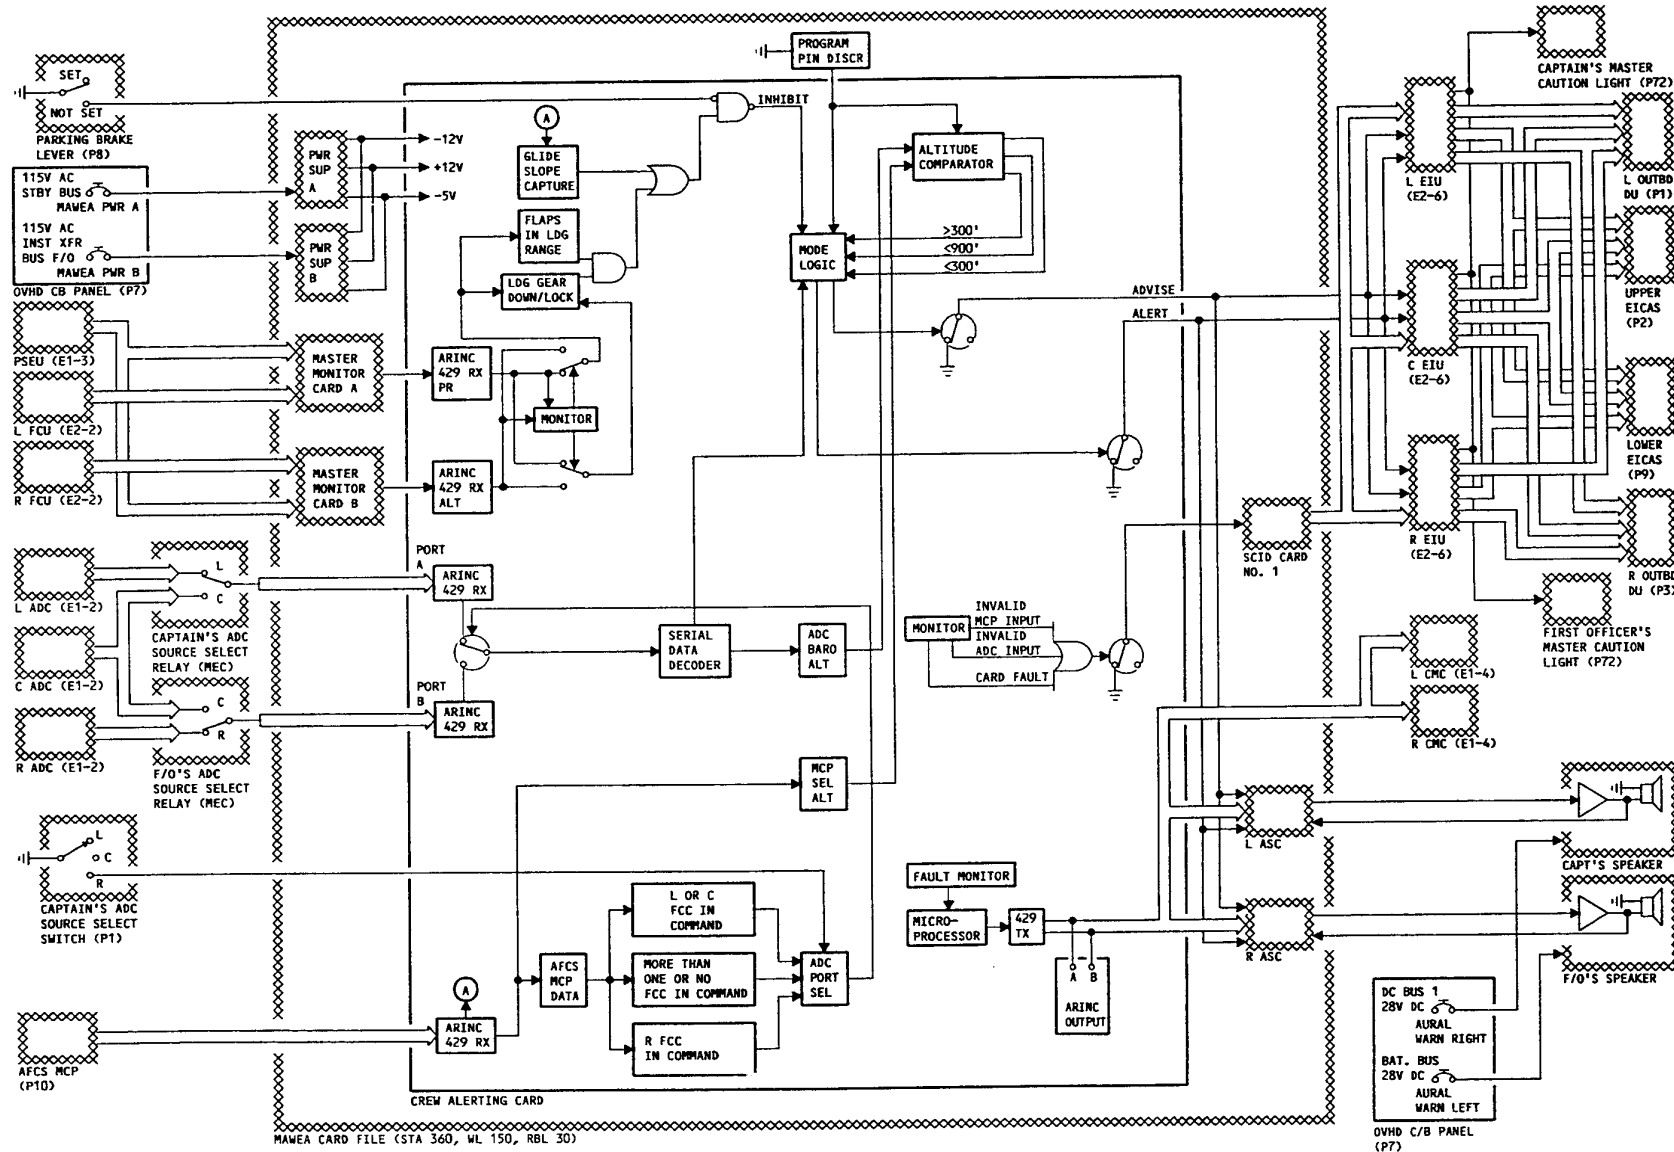 SET
NOT SET
PARKING BRAKE
LEVER (P8)
115V AC
STBY BUS
MAWEA PWR A
115V AC
INST XFR
BUS F/O
MAWEA PWR B
OVHD CB PANEL (P7)
PSEU (E1-3)
L FCU (E2-2)
R FCU (E2-2)
L ADC (E1-2)
C ADC (E1-2)
R ADC (E1-2)
L
C
CAPTAIN'S ADC
SOURCE SELECT
RELAY (MEC)
C
R
F/O'S ADC
SOURCE SELECT
RELAY (MEC)
L
C
R
CAPTAIN'S ADC
SOURCE SELECT
SWITCH (P1)
AFCS MCP
(P10)
PWR
SUP
A
PWR
SUP
B
-12V
+12V
-5V
MASTER
MONITOR
CARD A
MASTER
MONITOR
CARD B
PROGRAM
PIN DISCR
INHIBIT
A
GLIDE
SLOPE
CAPTURE
FLAPS
IN LDG
RANGE
LDG GEAR
DOWN/LOCK
ALTITUDE
COMPARATOR
MODE
LOGIC
>300'
<900'
<300'
ADVISE
ALERT
ARINC
429 RX
PR
MONITOR
ARINC
429 RX
ALT
PORT
A
ARINC
429 RX
PORT
B
ARINC
429 RX
SERIAL
DATA
DECODER
ADC
BARO
ALT
MCP
SEL
ALT
MONITOR
INVALID
MCP INPUT
INVALID
ADC INPUT
CARD FAULT
L OR C
FCC IN
COMMAND
MORE THAN
ONE OR NO
FCC IN COMMAND
R FCC
IN COMMAND
AFCS
MCP
DATA
ADC
PORT
SEL
A
ARINC
429 RX
FAULT MONITOR
MICRO-
PROCESSOR
429
TX
A B
ARINC
OUTPUT
CREW ALERTING CARD
MAWEA CARD FILE (STA 360, WL 150, RBL 30)
SCID CARD
NO. 1
L ASC
R ASC
CAPTAIN'S MASTER
CAUTION LIGHT (P72)
L EIU
(E2-6)
C EIU
(E2-6)
R EIU
(E2-6)
L OUTBD
DU (P1)
UPPER
EICAS
(P2)
LOWER
EICAS
(P9)
R OUTBD
DU (P3)
FIRST OFFICER'S
MASTER CAUTION
LIGHT (P72)
L CMC (E1-4)
R CMC (E1-4)
CAPT'S SPEAKER
F/O'S SPEAKER
DC BUS 1
28V DC
AURAL
WARN RIGHT
BAT. BUS
28V DC
AURAL
WARN LEFT
OVHD C/B PANEL
(P7)